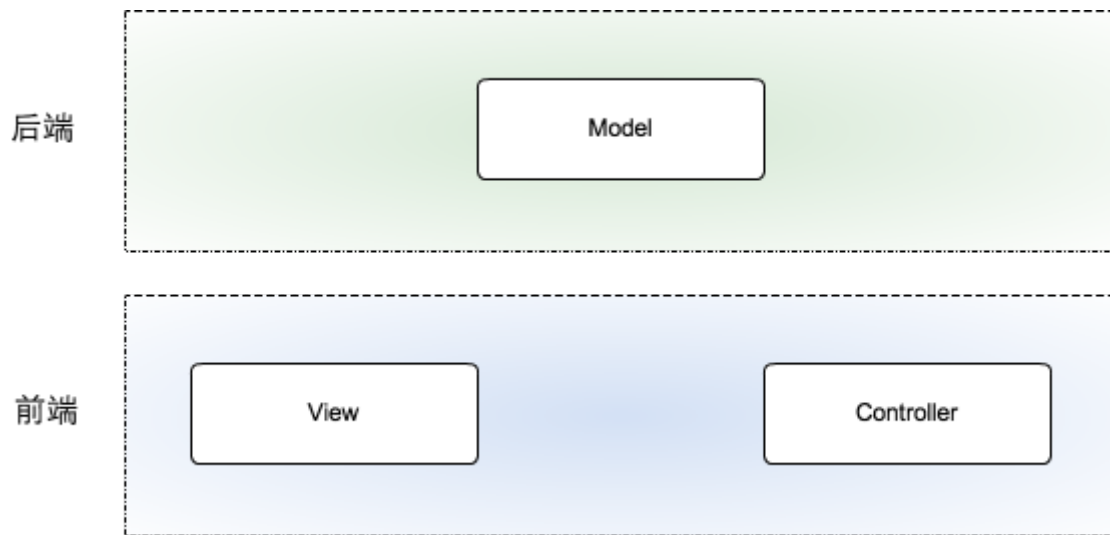 后端
Model
前端
View
Controller